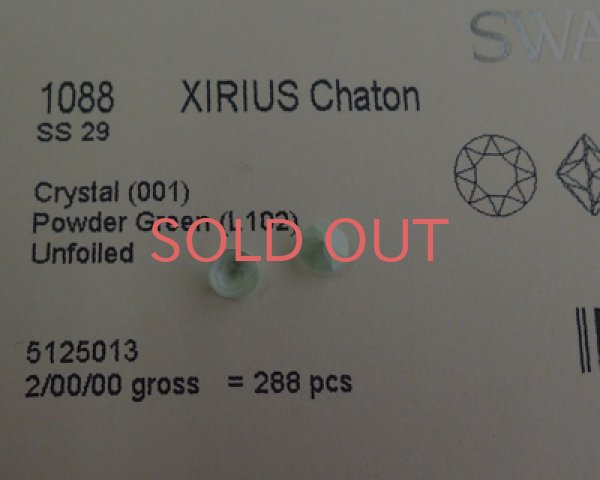 SWA
1088 XIRIUS Chaton
SS 29
Crystal (001)
Powder Green (L102)
Unfoiled
SOLD OUT
5125013
2/00/00 gross = 288 pcs